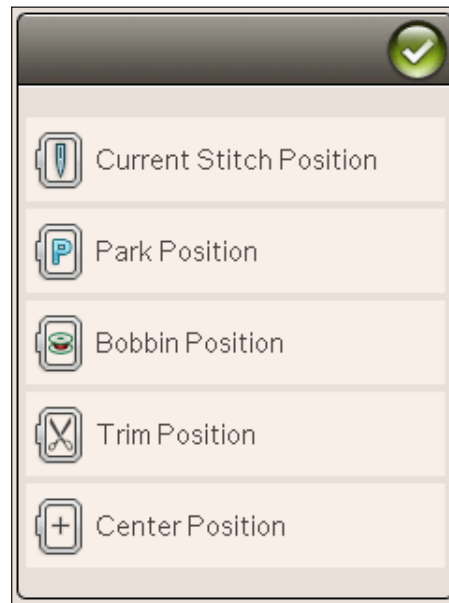 Current Stitch Position
P
Park Position
Bobbin Position
Trim Position
Center Position